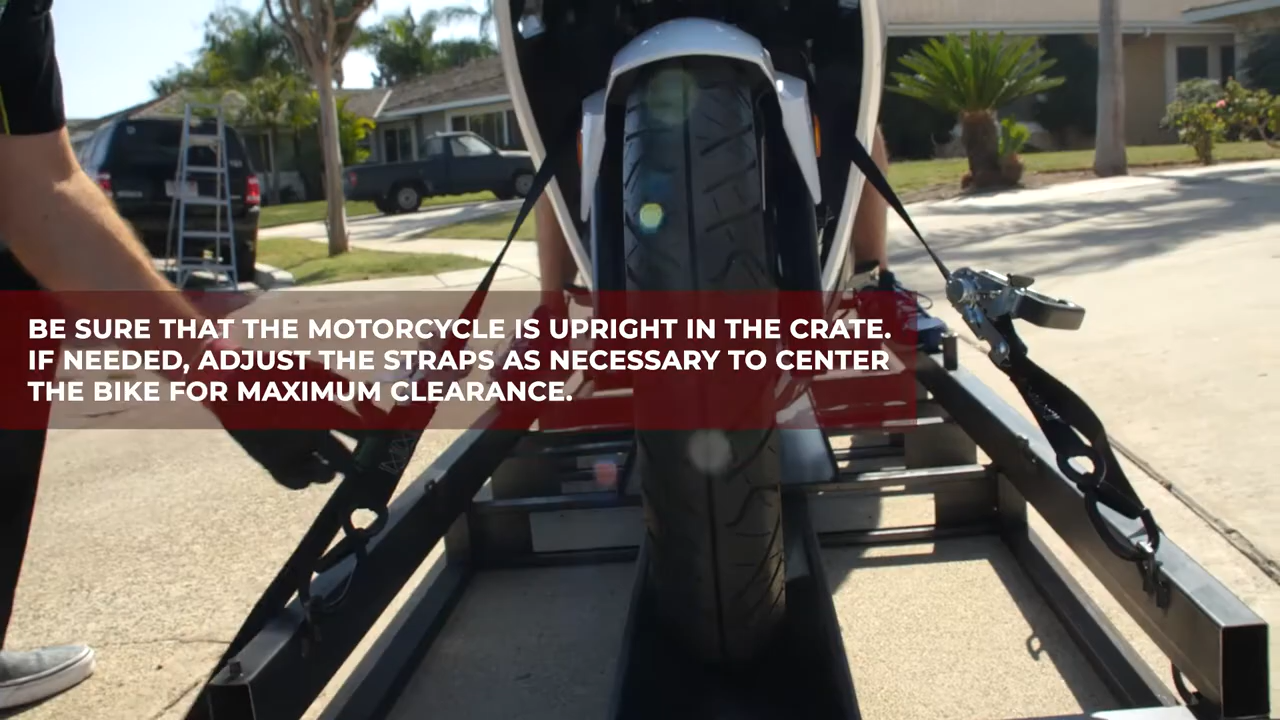 BE SURE THAT THE MOTORCYCLE IS UPRIGHT IN THE CRATE.
IF NEEDED, ADJUST THE STRAPS AS NECESSARY TO CENTER
THE BIKE FOR MAXIMUM CLEARANCE.